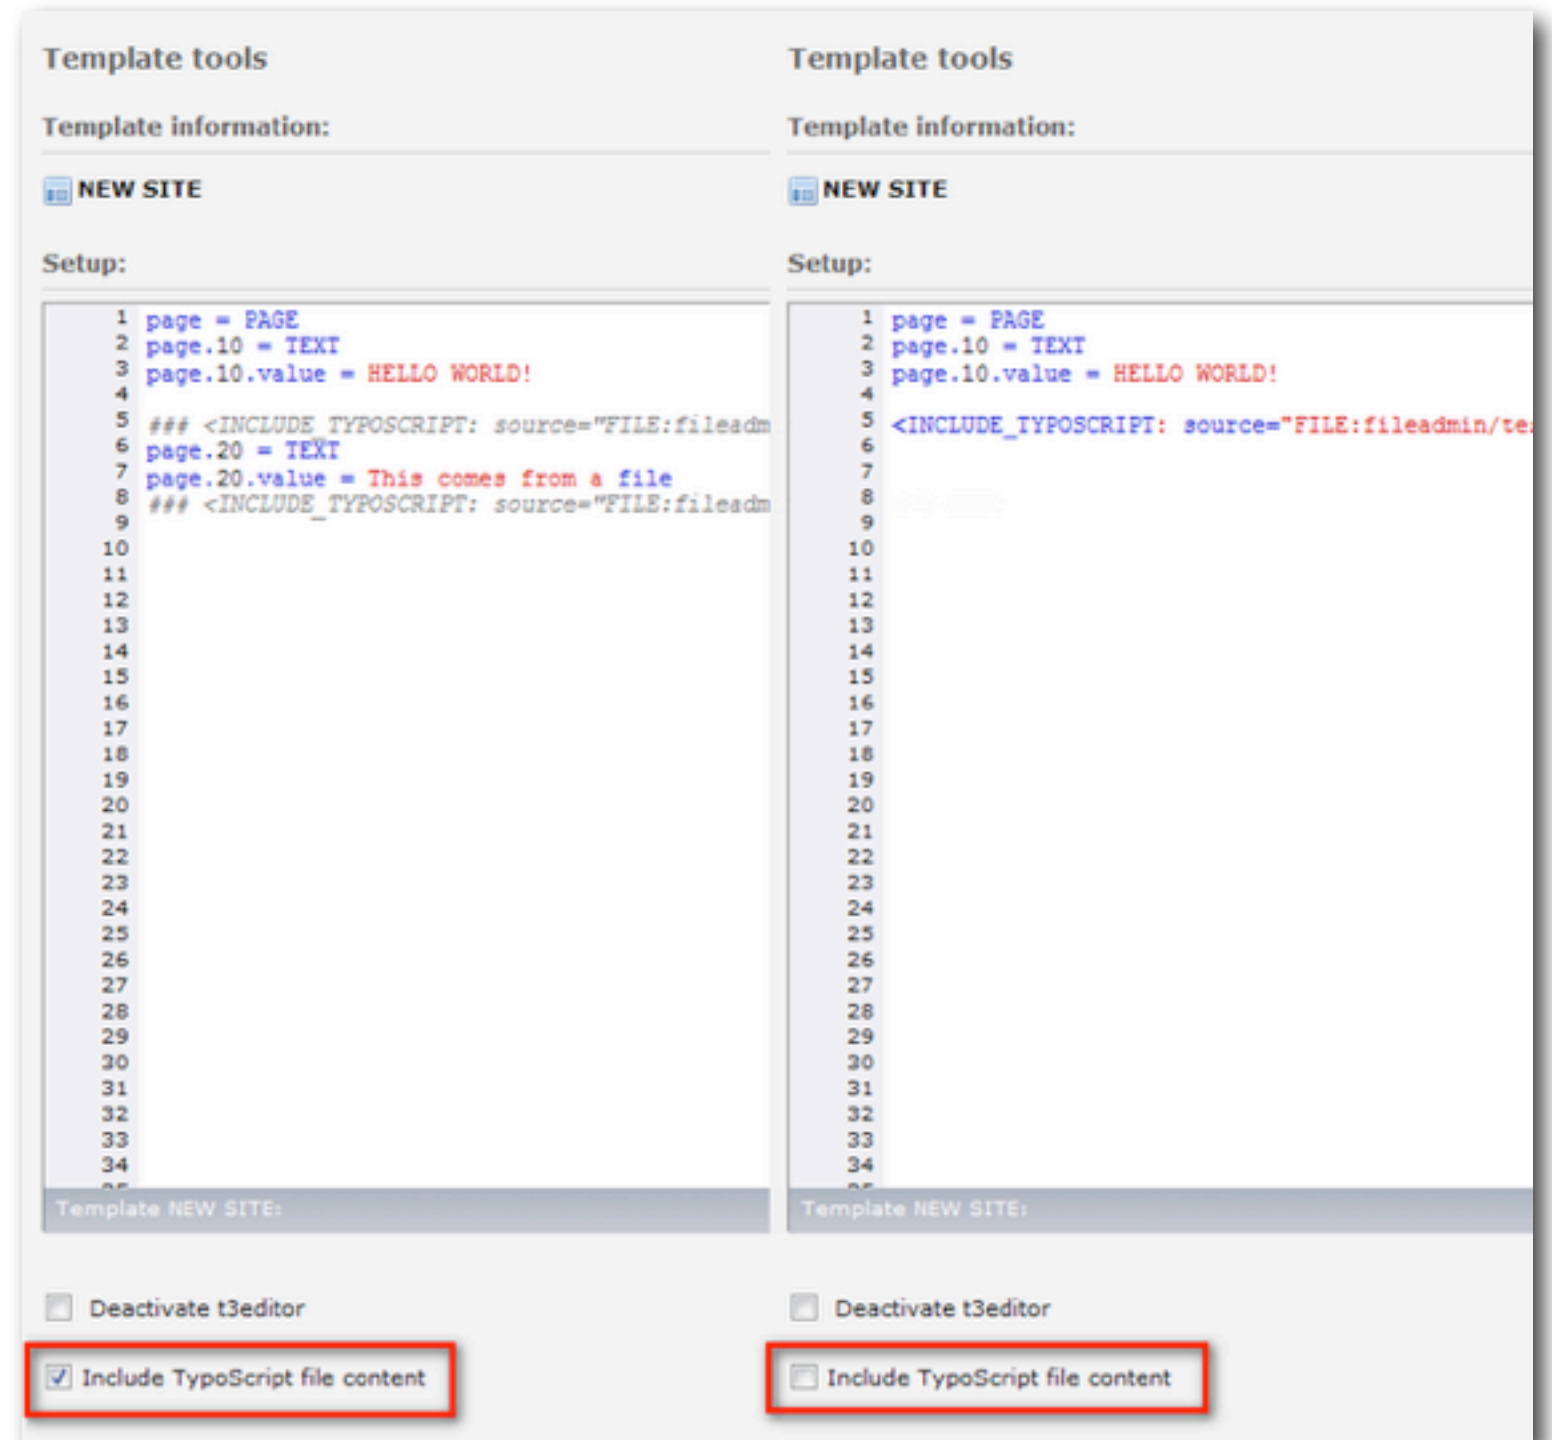 Template tools
Template information:
NEW SITE
Setup:
1 page = PAGE
2 page.10 = TEXT
3 page.10.value = HELLO WORLD!
4
5 ### <INCLUDE_TYPOSCRIPT: source="FILE:fileadm
6 page.20 = TEXT
7 page.20.value = This comes from a file
8 ### <INCLUDE_TYPOSCRIPT: source="FILE:fileadm
9
10
11
12
13
14
15
16
17
18
19
20
21
22
23
24
25
26
27
28
29
30
31
32
33
34
Template NEW SITE:
Deactivate t3editor
Include TypoScript file content
Template tools
Template information:
NEW SITE
Setup:
1 page = PAGE
2 page.10 = TEXT
3 page.10.value = HELLO WORLD!
4
5 <INCLUDE_TYPOSCRIPT: source="FILE:fileadmin/te
6
7
8
9
10
11
12
13
14
15
16
17
18
19
20
21
22
23
24
25
26
27
28
29
30
31
32
33
34
Template NEW SITE:
Deactivate t3editor
Include TypoScript file content